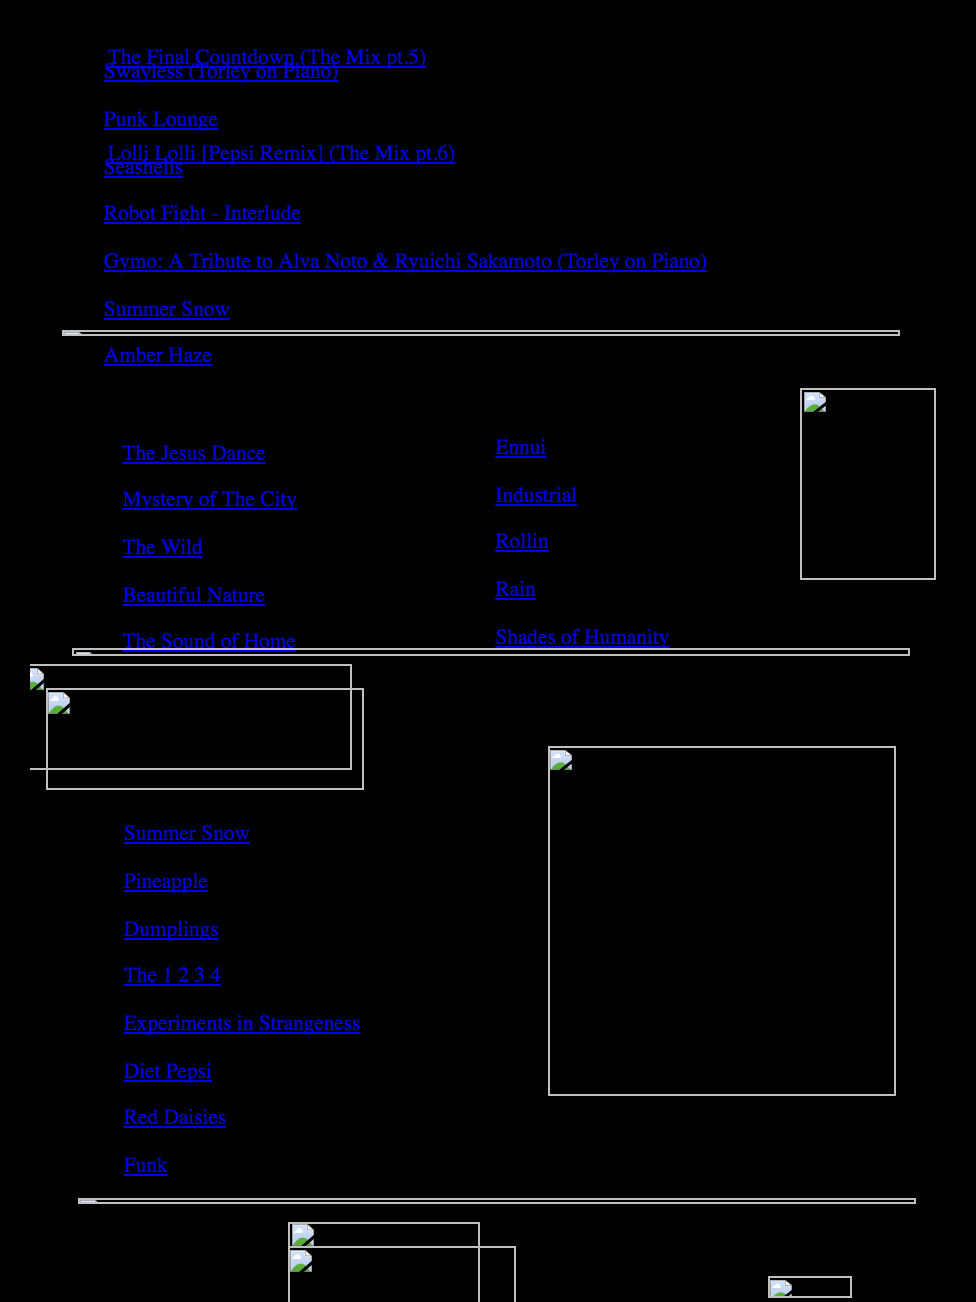 The Final Countdown (The Mix pt.5)
Swayless (Torley on Piano)
Punk Lounge
Lolli Lolli [Pepsi Remix] (The Mix pt.6)
Seashells
Robot Fight - Interlude
Gymo: A Tribute to Alva Noto & Ryuichi Sakamoto (Torley on Piano)
Summer Snow
Amber Haze
The Jesus Dance
Mystery of The City
The Wild
Beautiful Nature
The Sound of Home
Ennui
Industrial
Rollin
Rain
Shades of Humanity
Summer Snow
Pineapple
Dumplings
The 1 2 3 4
Experiments in Strangeness
Diet Pepsi
Red Daisies
Funk